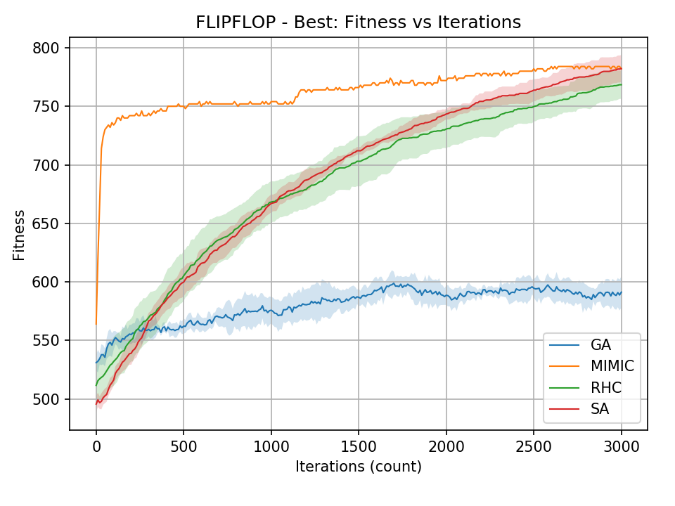 FLIPFLOP - Best: Fitness vs Iterations
800
750
700
650
600
550
500
Fitness
0 500 1000 1500 2000 2500 3000
Iterations (count)
GA
MIMIC
RHC
SA